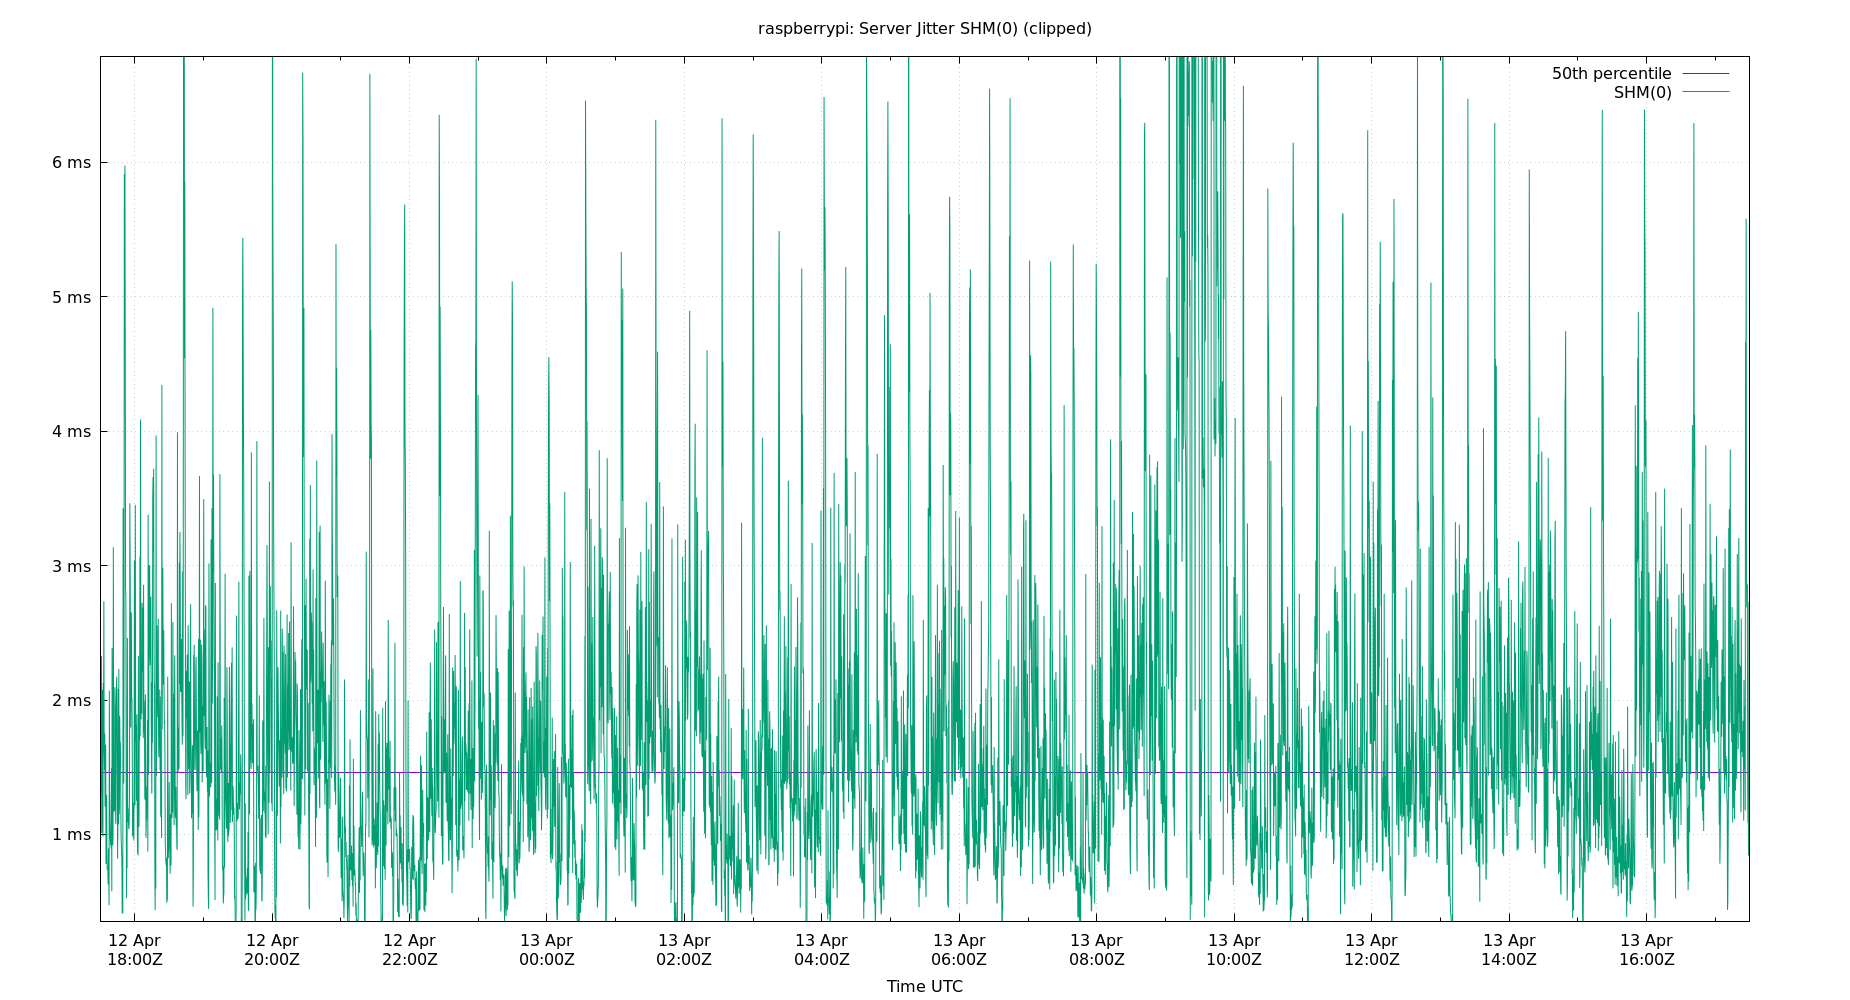 raspberrypi: Server Jitter SHM(0) (clipped)
50th percentile
SHM(0)
6 ms
5 ms
4 ms
3 ms
2 ms
1 ms
12 Apr 12 Apr 12 Apr 13 Apr 13 Apr 13 Apr 13 Apr 13 Apr 13 Apr 13 Apr 13 Apr 13 Apr
18:00Z 20:00Z 22:00Z 00:00Z 02:00Z 04:00Z 06:00Z 08:00Z 10:00Z 12:00Z 14:00Z 16:00Z
Time UTC